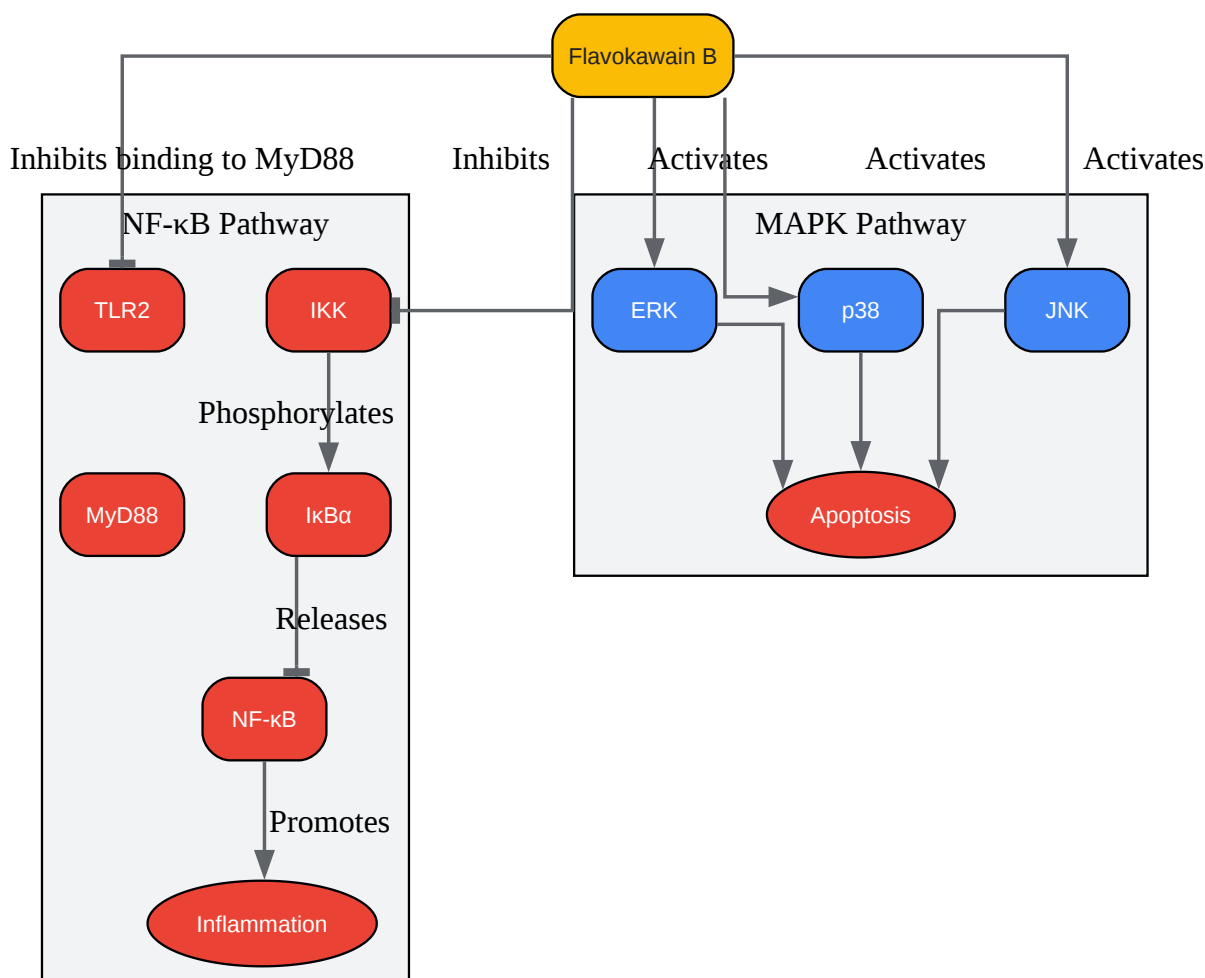 Flavokawain B
Inhibits binding to MyD88
Inhibits
Activates
Activates
Activates
NF-κB Pathway
MAPK Pathway
TLR2
IKK
ERK
p38
JNK
Phosphorylates
MyD88
IκBα
Apoptosis
Releases
NF-κB
Promotes
Inflammation